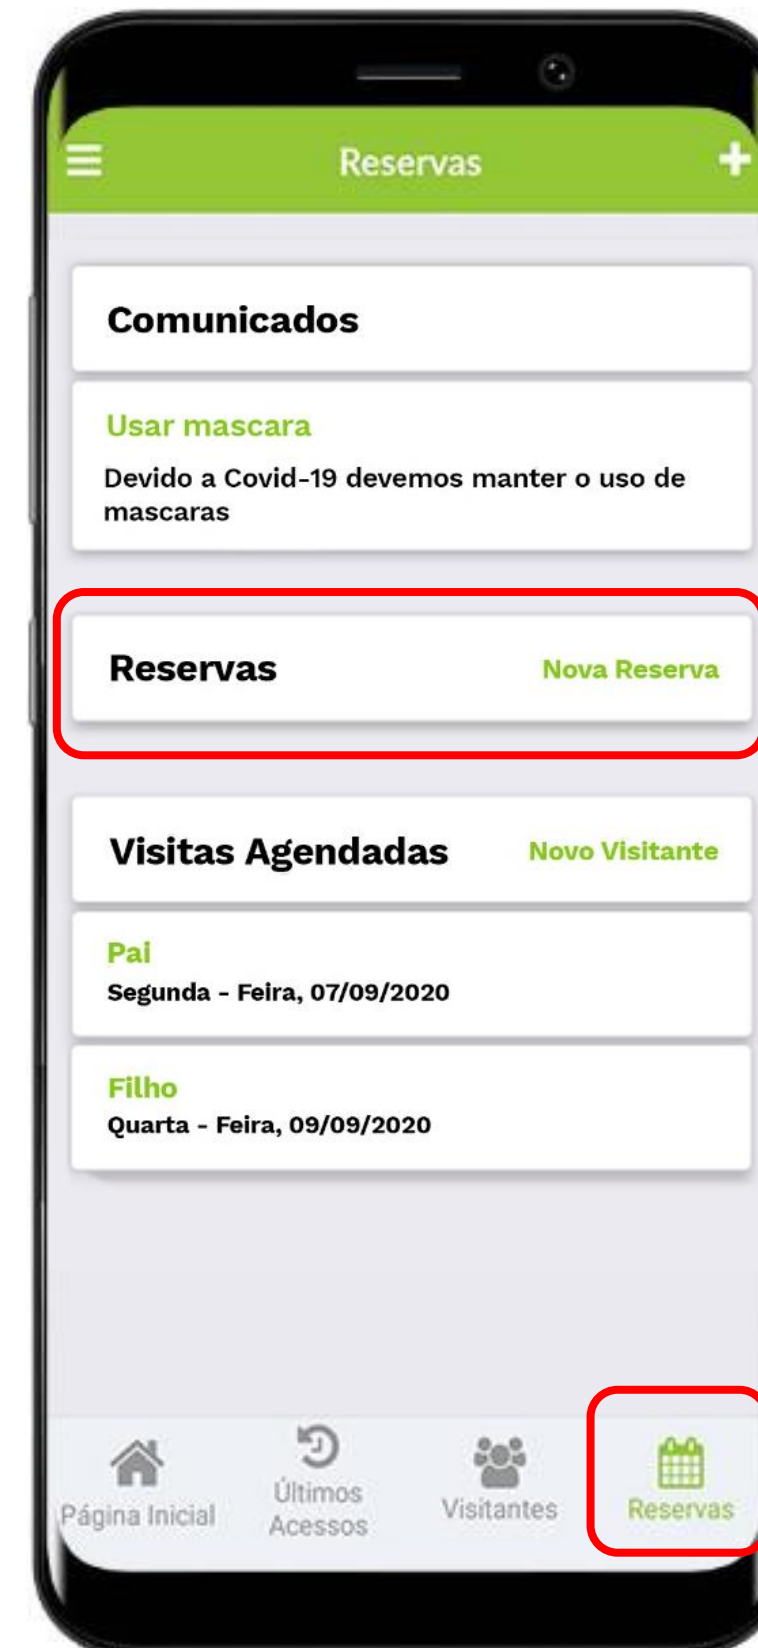 Reservas
Comunicados
Usar mascara
Devido a Covid-19 devemos manter o uso de
mascaras
Reservas
Nova Reserva
Visitas Agendadas
Novo Visitante
Pai
Segunda - Feira, 07/09/2020
Filho
Quarta - Feira, 09/09/2020
Página Inicial
Últimos
Acessos
Visitantes
Reservas